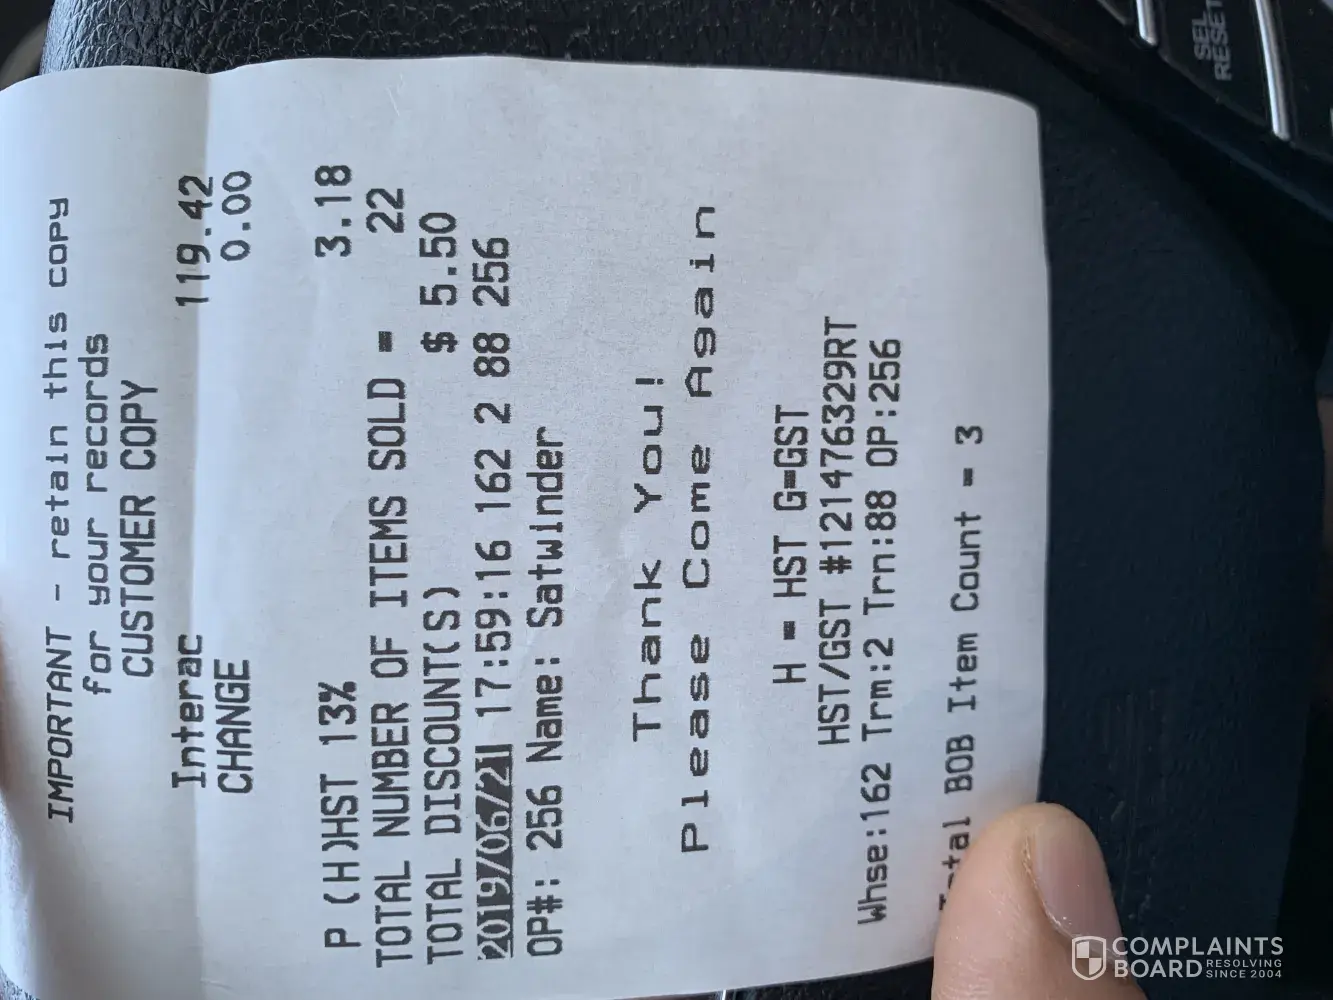 IMPORTANT - retain this copy
for your records
CUSTOMER COPY
Interac 119.42
CHANGE 0.00
P (H)HST 13% 3.18
TOTAL NUMBER OF ITEMS SOLD = 22
TOTAL DISCOUNT(S) $ 5.50
2019/06/21 17:59:16 162 2 88 256
OP#: 256 Name: Satwinder
Thank You!
Please Come Again
H = HST G=GST
HST/GST #121476329RT
Whse:162 Trm:2 Trn:88 OP:256
Total BOB Item Count = 3
SEL
RESET
COMPLAINTS
BOARD RESOLVING
SINCE 2004